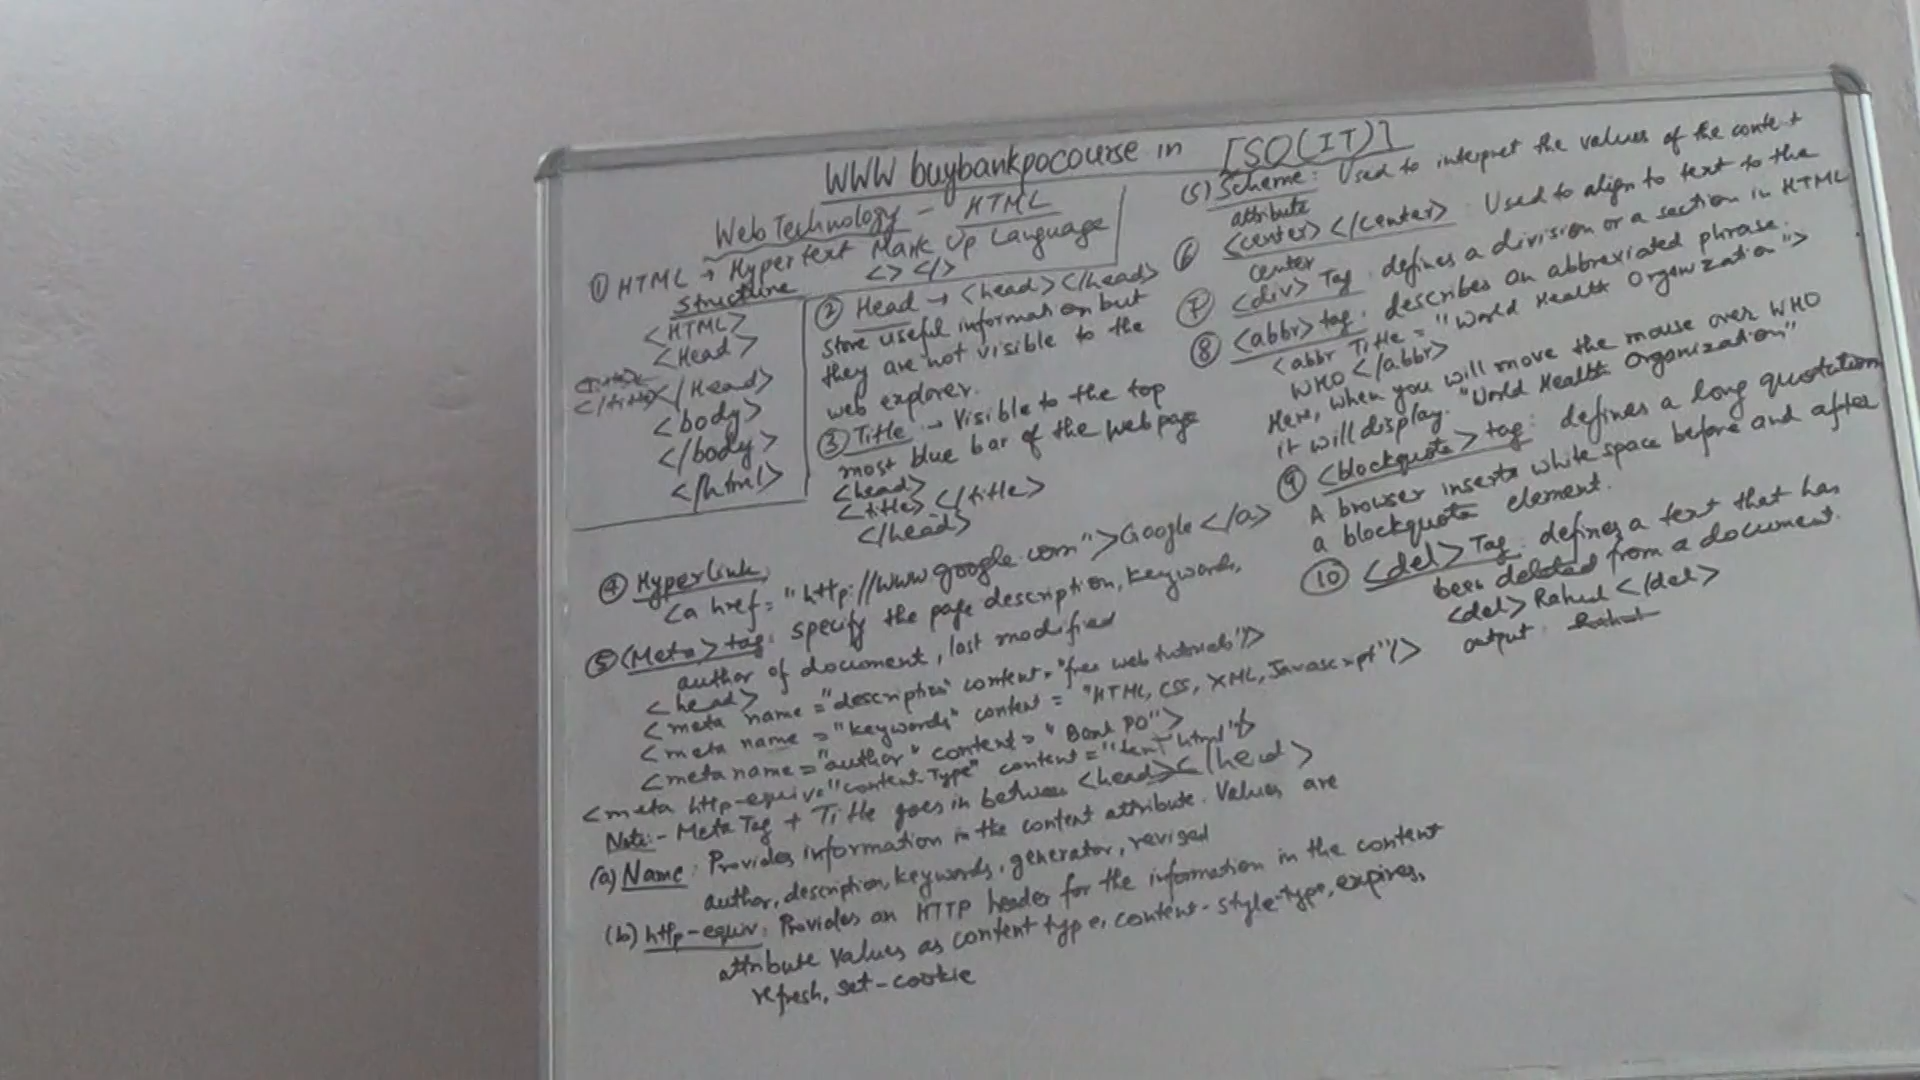 WWW buybankpocourse in [SO(IT)]
Web Technology - HTML
① HTML → Hypertext Mark Up Language
<> </>
Structure
<HTML>
<Head>
<title>
</title></Head>
<body>
</body>
</html>
② Head → <head></head>
store useful information but
they are not visible to the
web explorer.
③ Title → Visible to the top
most blue bar of the webpage
<head>
<title> </title>
</head>
④ Hyperlink,
<a href="http://www.google.com">Google</a>
⑤ <Meta> tag: specify the page description, keywords,
author of document, last modified
<head>
<meta name="description" content="free web tutorials"/>
<meta name="keywords" content="HTML, CSS, XML, Javascript"/>
<meta name="author" content="Bank PO">
<meta http-equiv="content Type" content="text html"/>
Note:- Meta Tag + Title goes in between <head></head>
(a) Name: Provides information in the content attribute. Values are
author, description, keywords, generator, revised
(b) http-equiv: Provides an HTTP header for the information in the content
attribute values as content type, content-style-type, expires,
refresh, set-cookie
(5) Scheme: Used to interpret the values of the content
attribute
⑥ <center></center> Used to align to text to the
center
⑦ <div> Tag: defines a division or a section in HTML
⑧ <abbr> tag: describes an abbreviated phrase.
<abbr Title="World Health Organization">
WHO </abbr>
Here, when you will move the mouse over WHO
it will display. "World Health Organization"
⑨ <blockquote> tag: defines a long quotation
A browser inserts white space before and after
a blockquote element.
⑩ <del> Tag: defines a text that has
been deleted from a document.
<del> Rahul </del>
output: Rahul